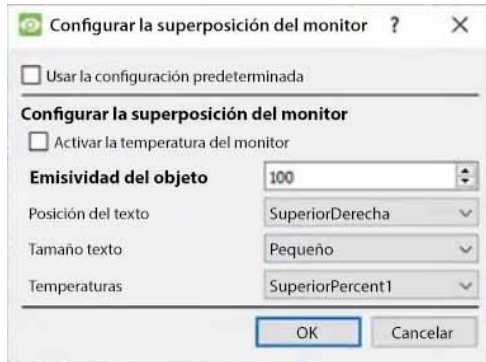 Configurar la superposición del monitor ?
Usar la configuración predeterminada
Configurar la superposición del monitor
Activar la temperatura del monitor
Emisividad del objeto 100
Posición del texto SuperiorDerecha
Tamaño texto Pequeño
Temperaturas SuperiorPercent1
OK Cancelar